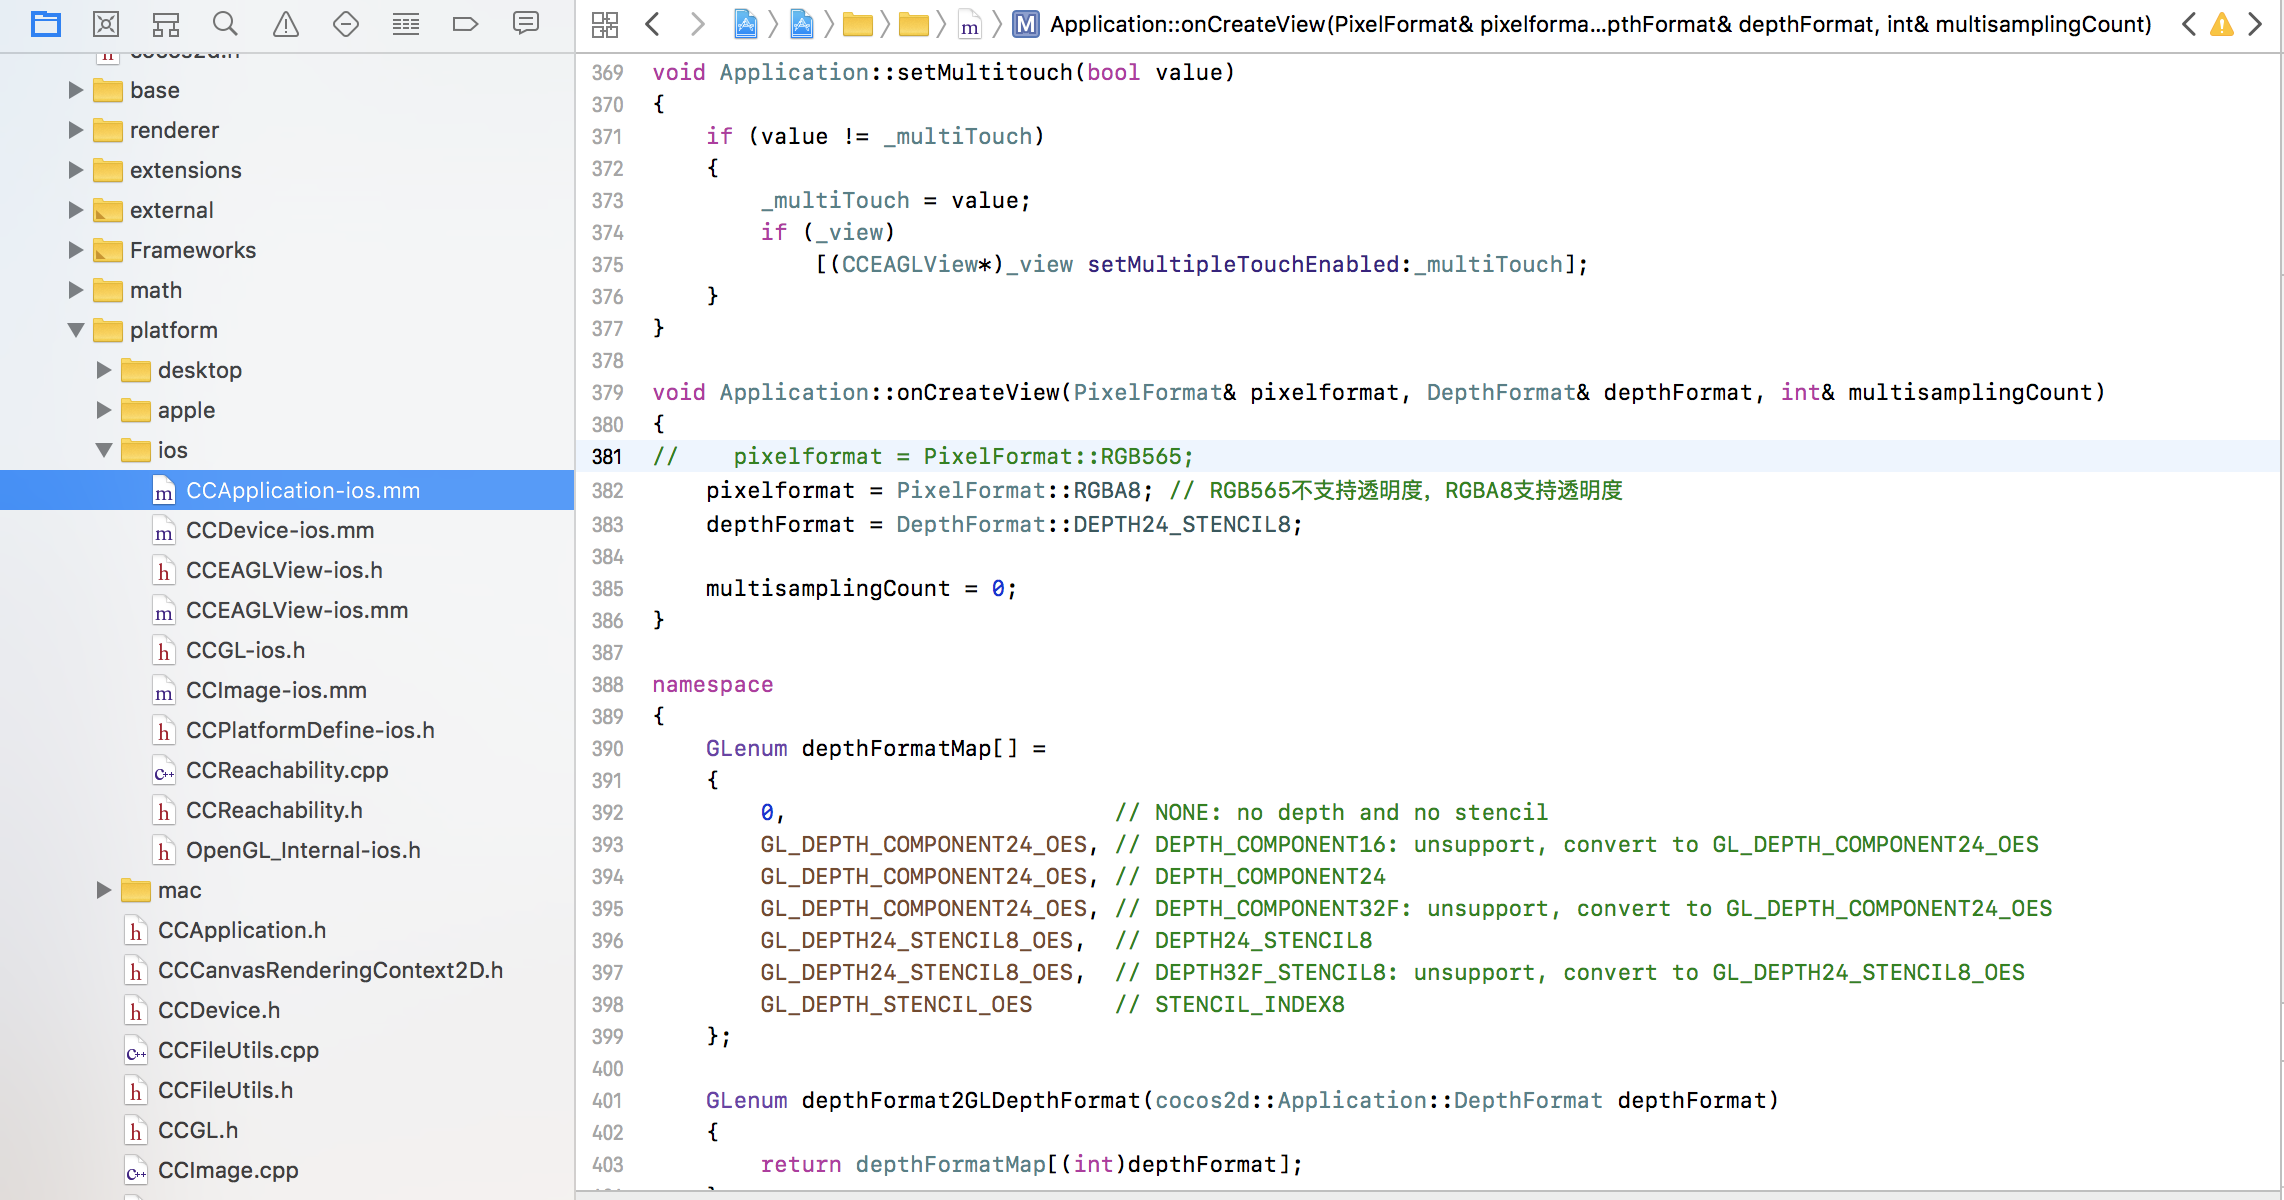 Application::onCreateView(PixelFormat& pixelforma...pthFormat& depthFormat, int& multisamplingCount)
cocos2d.h
base
renderer
extensions
external
Frameworks
math
platform
desktop
apple
ios
CCApplication-ios.mm
CCDevice-ios.mm
CCEAGLView-ios.h
CCEAGLView-ios.mm
CCGL-ios.h
CCImage-ios.mm
CCPlatformDefine-ios.h
CCReachability.cpp
CCReachability.h
OpenGL_Internal-ios.h
mac
CCApplication.h
CCCanvasRenderingContext2D.h
CCDevice.h
CCFileUtils.cpp
CCFileUtils.h
CCGL.h
CCImage.cpp
369 void Application::setMultitouch(bool value)
370 {
371     if (value != _multiTouch)
372     {
373         _multiTouch = value;
374         if (_view)
375             [(CCEAGLView*)_view setMultipleTouchEnabled:_multiTouch];
376     }
377 }
378
379 void Application::onCreateView(PixelFormat& pixelformat, DepthFormat& depthFormat, int& multisamplingCount)
380 {
381 //    pixelformat = PixelFormat::RGB565;
382     pixelformat = PixelFormat::RGBA8; // RGB565不支持透明度，RGBA8支持透明度
383     depthFormat = DepthFormat::DEPTH24_STENCIL8;
384
385     multisamplingCount = 0;
386 }
387
388 namespace
389 {
390     GLenum depthFormatMap[] =
391     {
392         0,                        // NONE: no depth and no stencil
393         GL_DEPTH_COMPONENT24_OES, // DEPTH_COMPONENT16: unsupport, convert to GL_DEPTH_COMPONENT24_OES
394         GL_DEPTH_COMPONENT24_OES, // DEPTH_COMPONENT24
395         GL_DEPTH_COMPONENT24_OES, // DEPTH_COMPONENT32F: unsupport, convert to GL_DEPTH_COMPONENT24_OES
396         GL_DEPTH24_STENCIL8_OES,  // DEPTH24_STENCIL8
397         GL_DEPTH24_STENCIL8_OES,  // DEPTH32F_STENCIL8: unsupport, convert to GL_DEPTH24_STENCIL8_OES
398         GL_DEPTH_STENCIL_OES      // STENCIL_INDEX8
399     };
400
401     GLenum depthFormat2GLDepthFormat(cocos2d::Application::DepthFormat depthFormat)
402     {
403         return depthFormatMap[(int)depthFormat];